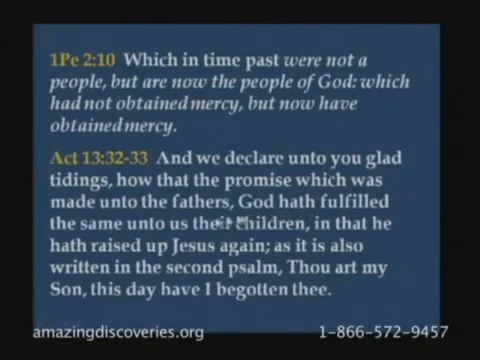 1Pe 2:10 Which in time past were not a
people, but are now the people of God: which
had not obtained mercy, but now have
obtained mercy.
Act 13:32-33 And we declare unto you glad
tidings, how that the promise which was
made unto the fathers, God hath fulfilled
the same unto us their children, in that he
hath raised up Jesus again; as it is also
written in the second psalm, Thou art my
Son, this day have I begotten thee.
amazingdiscoveries.org 1-866-572-9457